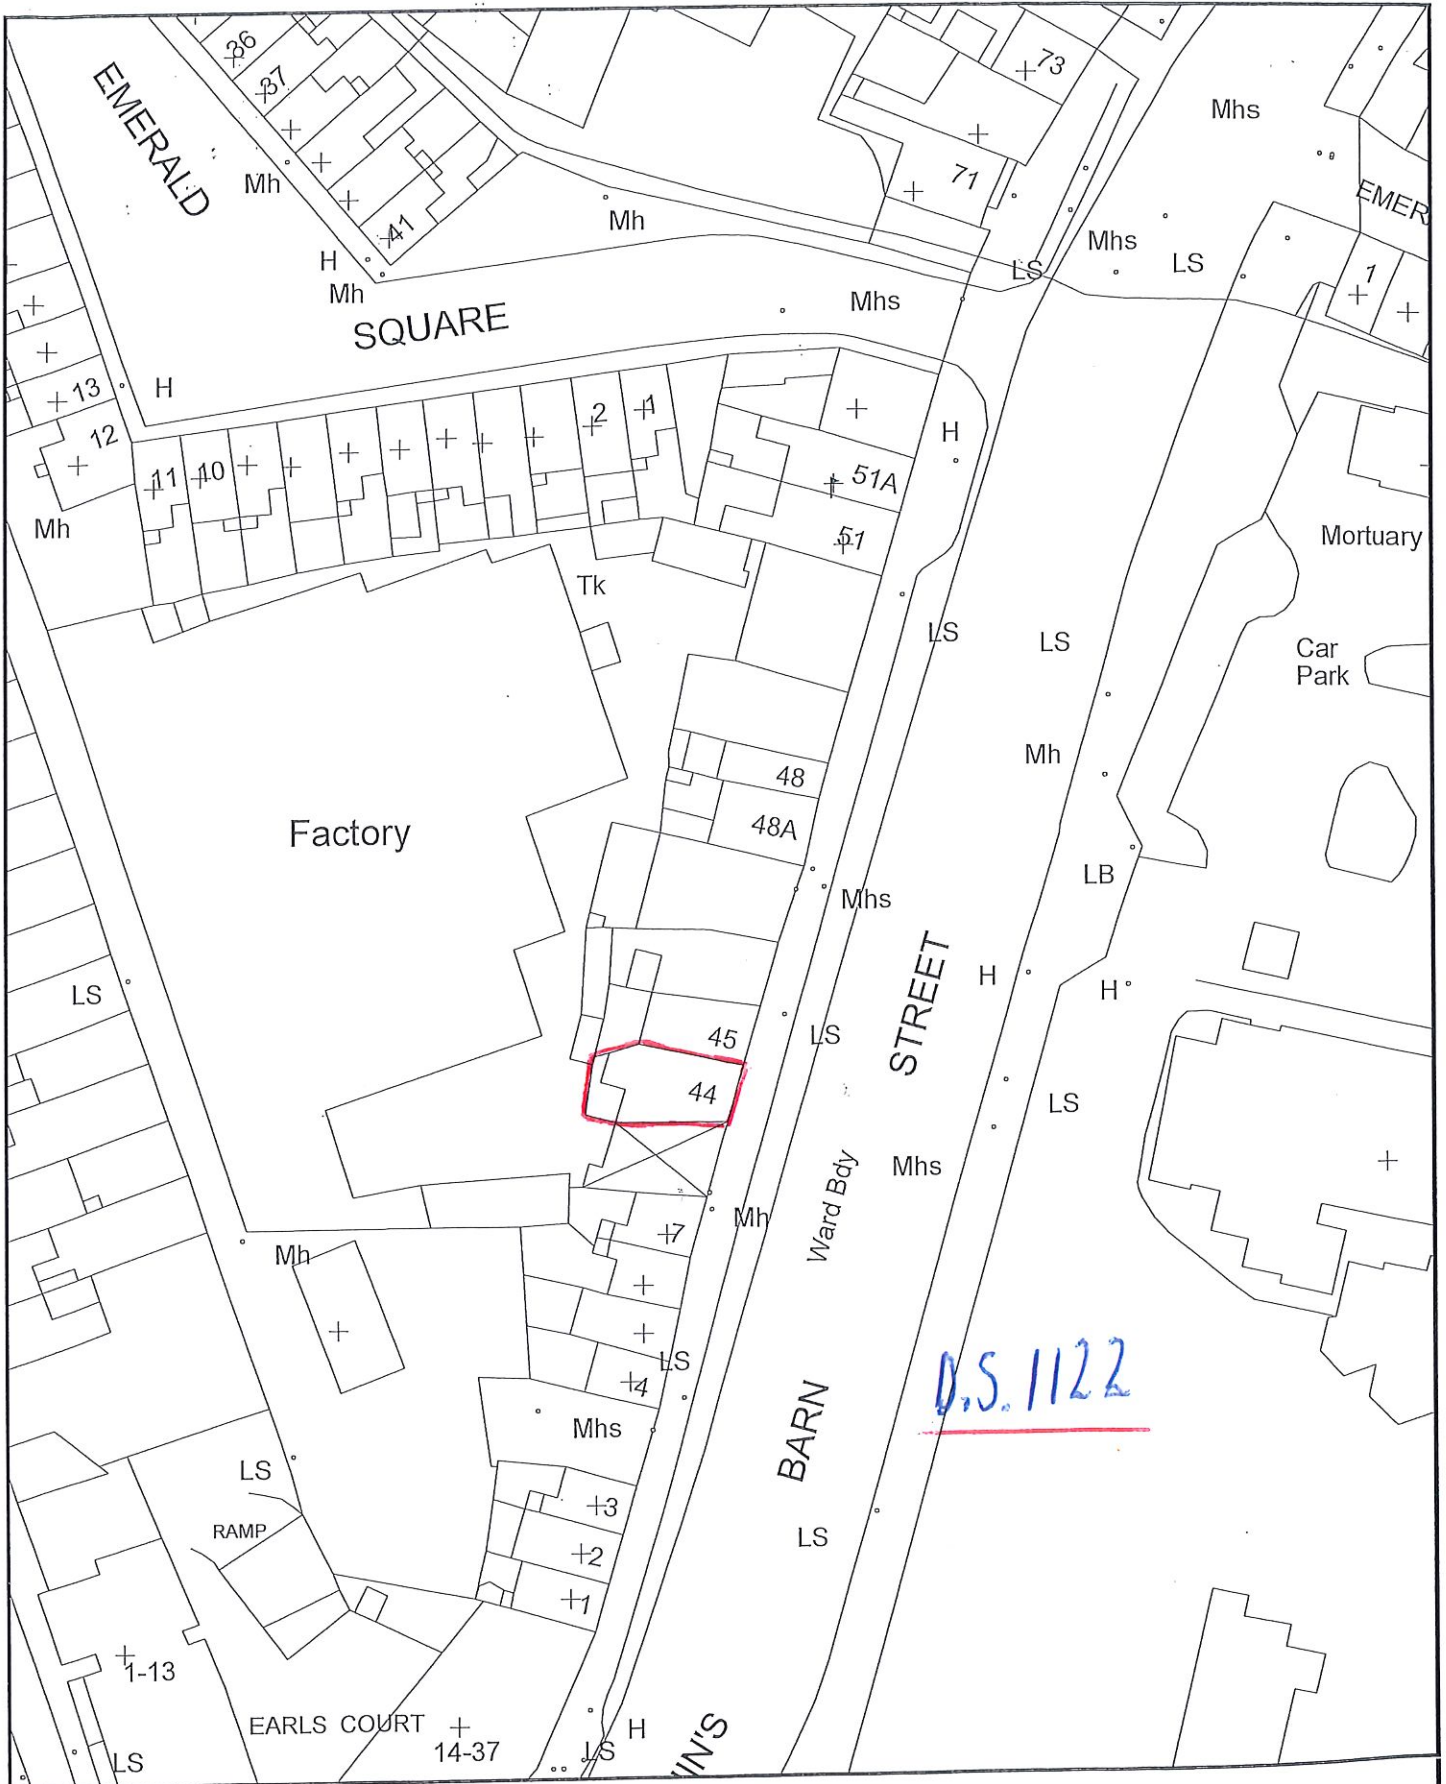 36
37
73
Mhs
EMERALD
Mh
71
41
Mh
Mhs
LS
LS
H
Mh
1
SQUARE
Mhs
13
H
12
2
1
H
11
10
51A
51
Mh
Mortuary
Tk
LS
LS
Car
Park
Mh
48
48A
Factory
LB
Mhs
H
H
LS
STREET
45
LS
44
LS
Mhs
Ward Bdy
7
Mh
Mh
LS
4
D.S. 1122
Mhs
BARN
LS
3
RAMP
LS
2
1
1-13
EARLS COURT
14-37
H
LS
LS